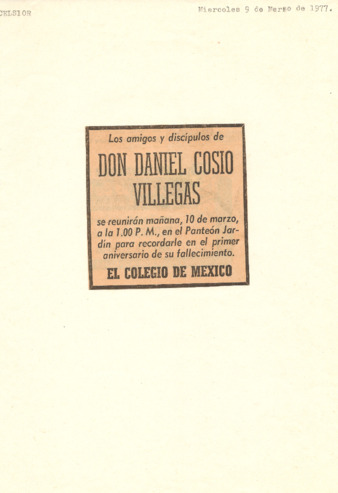 Miercoles 9 de Marzo de 1977.
Los amigos y discípulos de
DON DANIEL COSIO
VILLEGAS
se reunirán mañana, 10 de marzo,
a la 1.00 P. M., en el Panteón Jar-
dín para recordarle en el primer
aniversario de su fallecimiento.
EL COLEGIO DE MEXICO